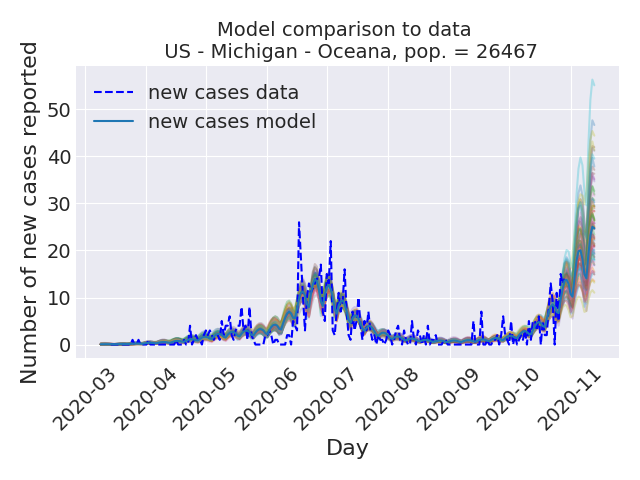 Model comparison to data
US - Michigan - Oceana, pop. = 26467
Number of new cases reported
new cases data
new cases model
50
40
30
20
10
0
2020-03
2020-04
2020-05
2020-06
2020-07
2020-08
2020-09
2020-10
2020-11
Day